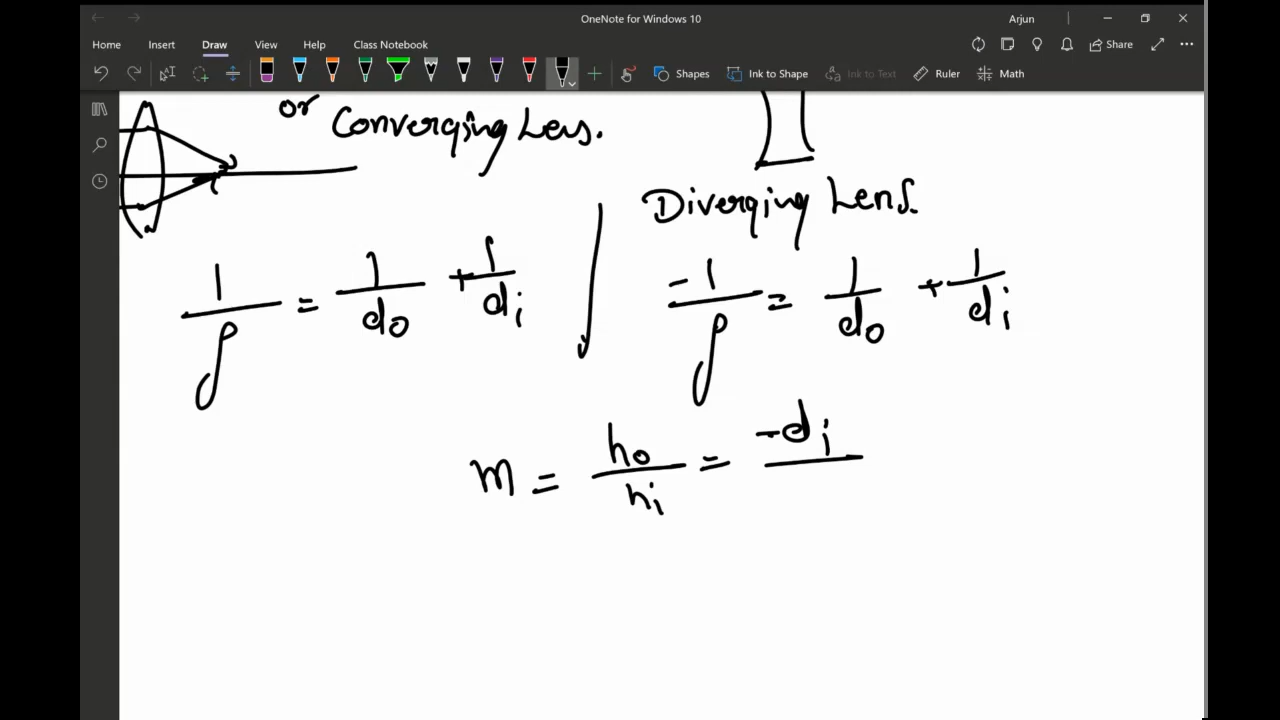 OneNote for Windows 10
Arjun
Home Insert Draw View Help Class Notebook
Share
Shapes Ink to Shape Ink to Text Ruler Math
or Converging Lens.
Diverging Lens.
1/f = 1/do + 1/di
-1/f = 1/do + 1/di
m = ho/hi = -di/